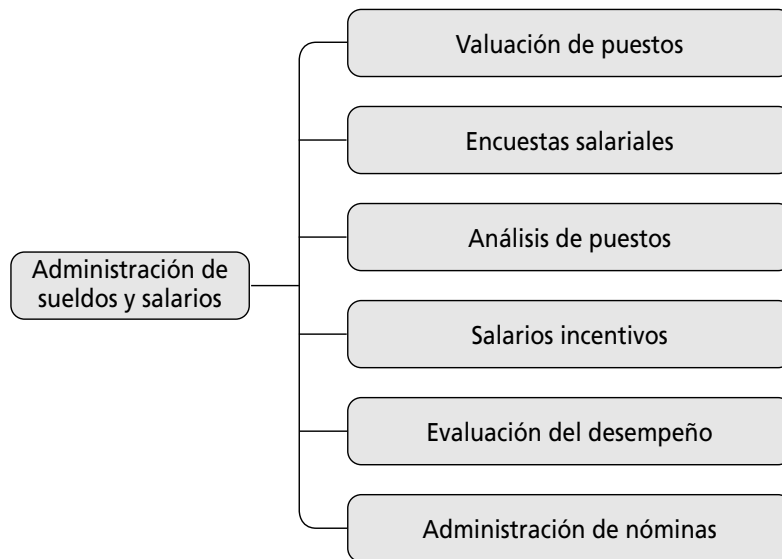 Valuación de puestos
Encuestas salariales
Análisis de puestos
Administración de
sueldos y salarios
Salarios incentivos
Evaluación del desempeño
Administración de nóminas